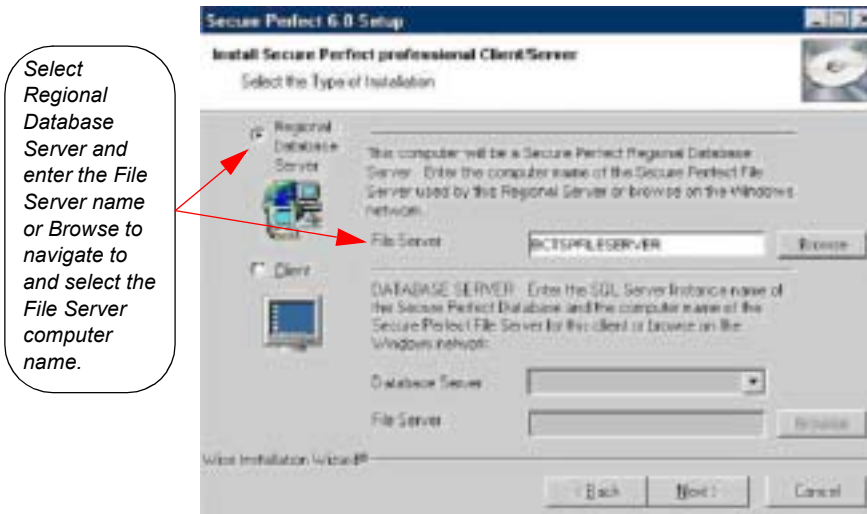 Select
Regional
Database
Server and
enter the File
Server name
or Browse to
navigate to
and select the
File Server
computer
name.
Secure Perfect 6.0 Setup
Install Secure Perfect professional Client/Server
Select the Type of Installation
Regional
Database
Server
This computer will be a Secure Perfect Regional Database
Server. Enter the computer name of the Secure Perfect File
Server used by this Regional Server or browse on the Windows
network.
File Server
Browse
Client
DATABASE SERVER Enter the SQL Server Instance name of
the Secure Perfect Database and the computer name of the
Secure Perfect File Server for this client or browse on the
Windows network.
Database Server
File Server
Browse
Wise Installation Wizard®
< Back
Next >
Cancel